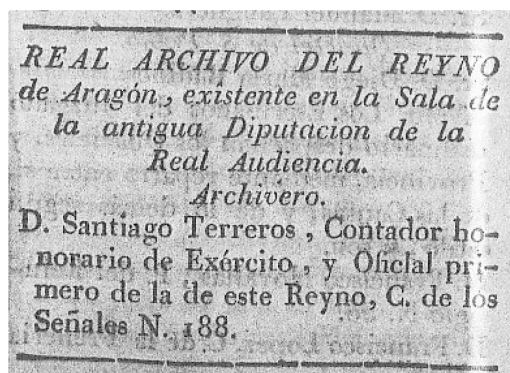 REAL ARCHIVO DEL REYNO
de Aragón, existente en la Sala de
la antigua Diputacion de la
Real Audiencia.
Archivero.
D. Santiago Terreros, Contador ho-
norario de Exército, y Oficial pri-
mero de la de este Reyno, C. de los
Señales N. 188.